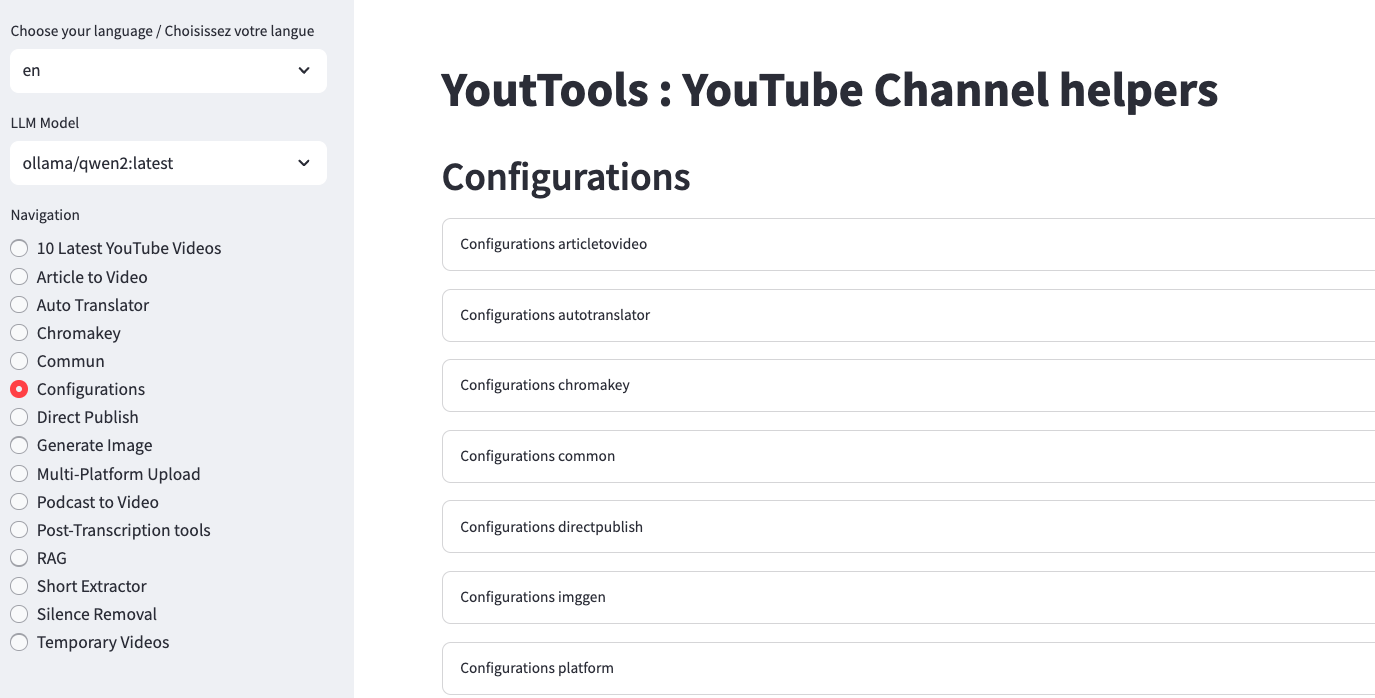 Choose your language / Choisissez votre langue
en
LLM Model
ollama/qwen2:latest
Navigation
10 Latest YouTube Videos
Article to Video
Auto Translator
Chromakey
Commun
Configurations
Direct Publish
Generate Image
Multi-Platform Upload
Podcast to Video
Post-Transcription tools
RAG
Short Extractor
Silence Removal
Temporary Videos
YoutTools : YouTube Channel helpers
Configurations
Configurations articletovideo
Configurations autotranslator
Configurations chromakey
Configurations common
Configurations directpublish
Configurations imggen
Configurations platform